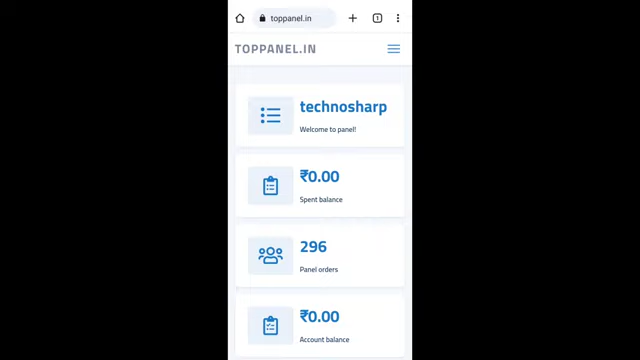 toppanel.in
1
TOPPANEL.IN
technosharp
Welcome to panel!
₹0.00
Spent balance
296
Panel orders
₹0.00
Account balance